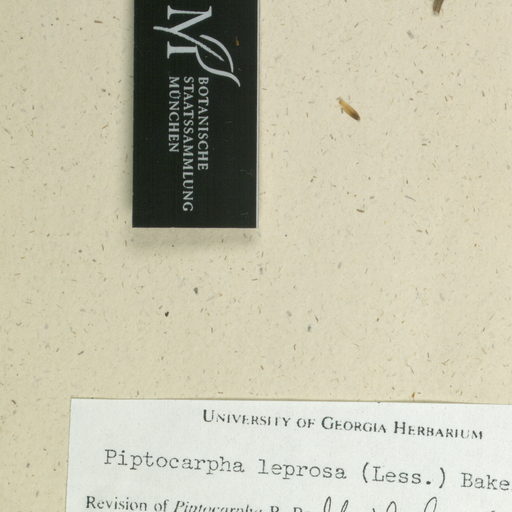 M
BOTANISCHE
STAATSSAMMLUNG
MÜNCHEN
UNIVERSITY OF GEORGIA HERBARIUM
Piptocarpha leprosa (Less.) Bake
Revision of Piptocarpha R.